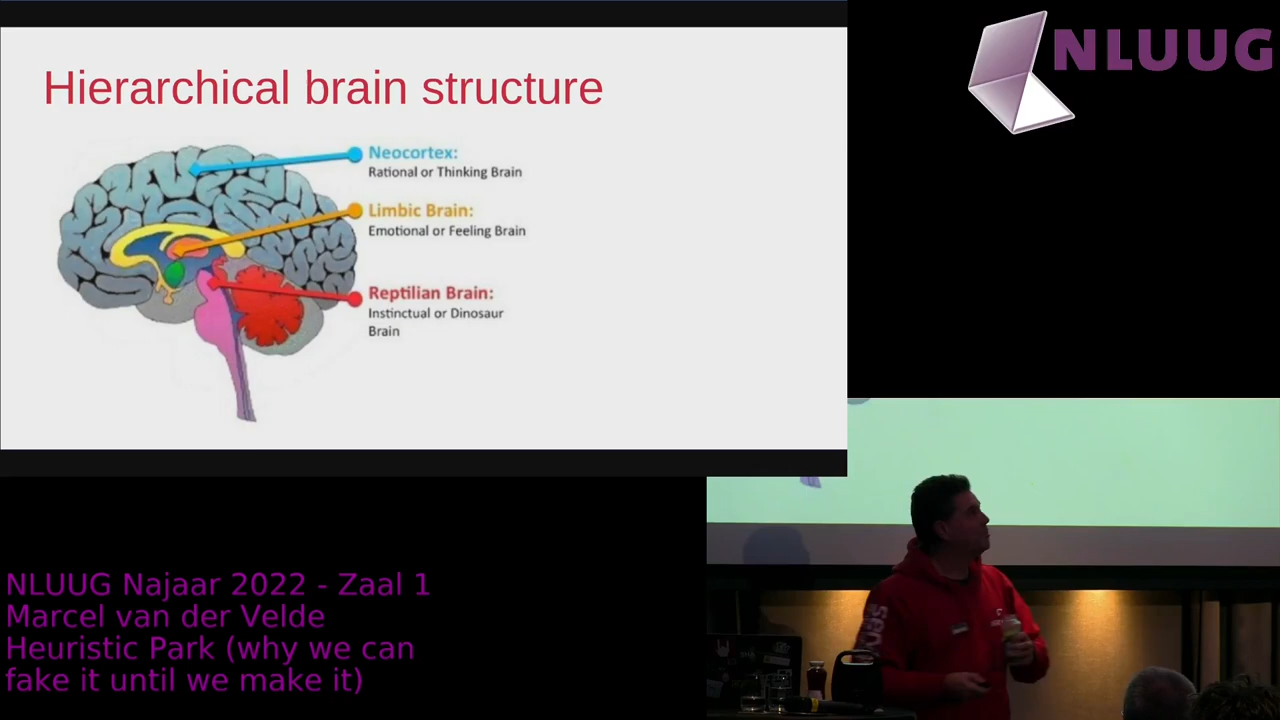 Hierarchical brain structure
Neocortex:
Rational or Thinking Brain
Limbic Brain:
Emotional or Feeling Brain
Reptilian Brain:
Instinctual or Dinosaur
Brain
NLUUG
NLUUG Najaar 2022 - Zaal 1
Marcel van der Velde
Heuristic Park (why we can
fake it until we make it)